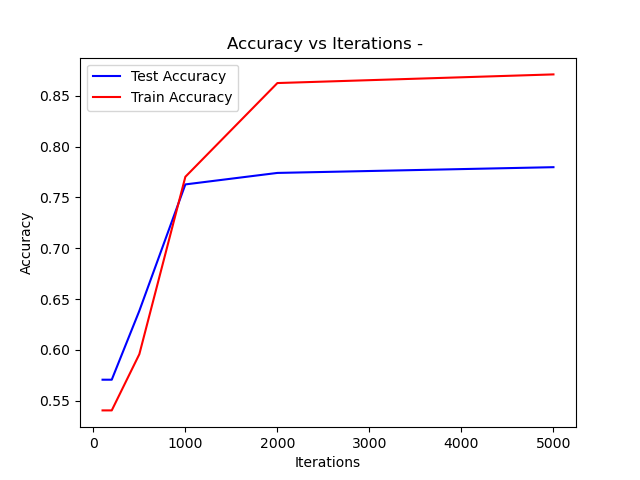 Accuracy vs Iterations -
Test Accuracy
Train Accuracy
0.85
0.80
0.75
0.70
0.65
0.60
0.55
Accuracy
0 1000 2000 3000 4000 5000
Iterations